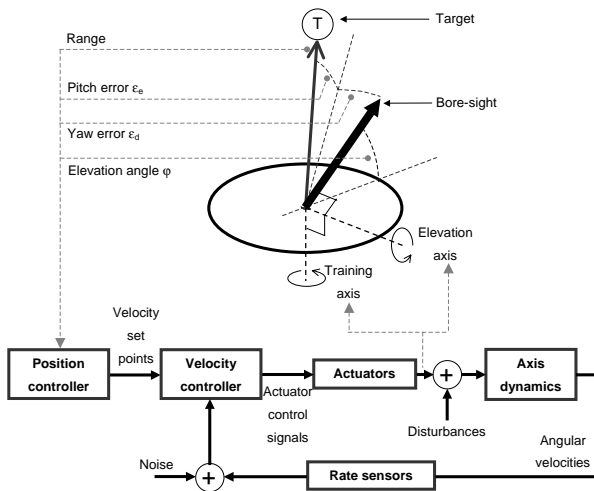 T
Target
Range
Pitch error εe
Bore-sight
Yaw error εd
Elevation angle φ
Elevation
axis
Training
axis
Velocity
set
points
Position
controller
Velocity
controller
Actuators
+
Axis
dynamics
Actuator
control
signals
Disturbances
Angular
velocities
Noise
+
Rate sensors